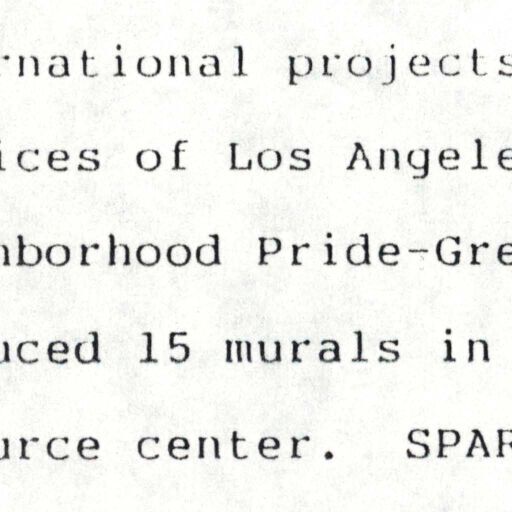 rnational projects
ices of Los Angele
hborhood Pride-Gre
uced 15 murals in
urce center.  SPAR